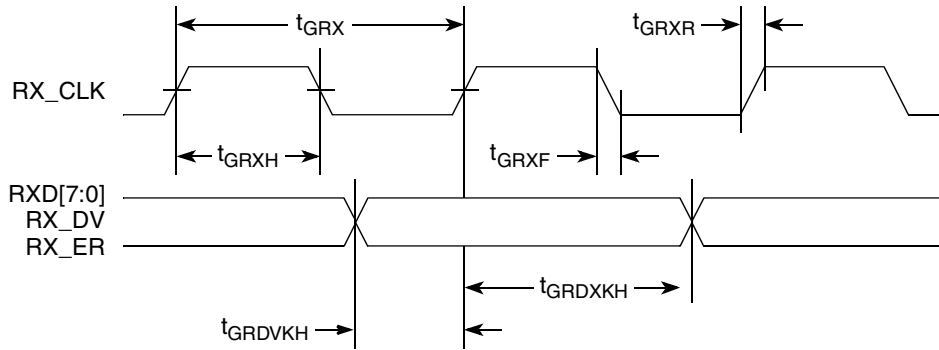 tGRX
tGRXR
RX_CLK
tGRXH
tGRXF
RXD[7:0]
RX_DV
RX_ER
tGRDXKH
tGRDVKH